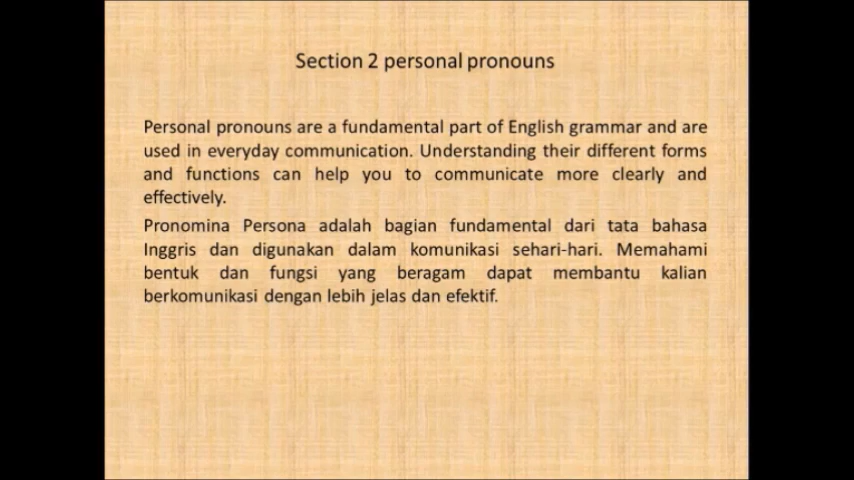 Section 2 personal pronouns
Personal pronouns are a fundamental part of English grammar and are
used in everyday communication. Understanding their different forms
and functions can help you to communicate more clearly and
effectively.
Pronomina Persona adalah bagian fundamental dari tata bahasa
Inggris dan digunakan dalam komunikasi sehari-hari. Memahami
bentuk dan fungsi yang beragam dapat membantu kalian
berkomunikasi dengan lebih jelas dan efektif.